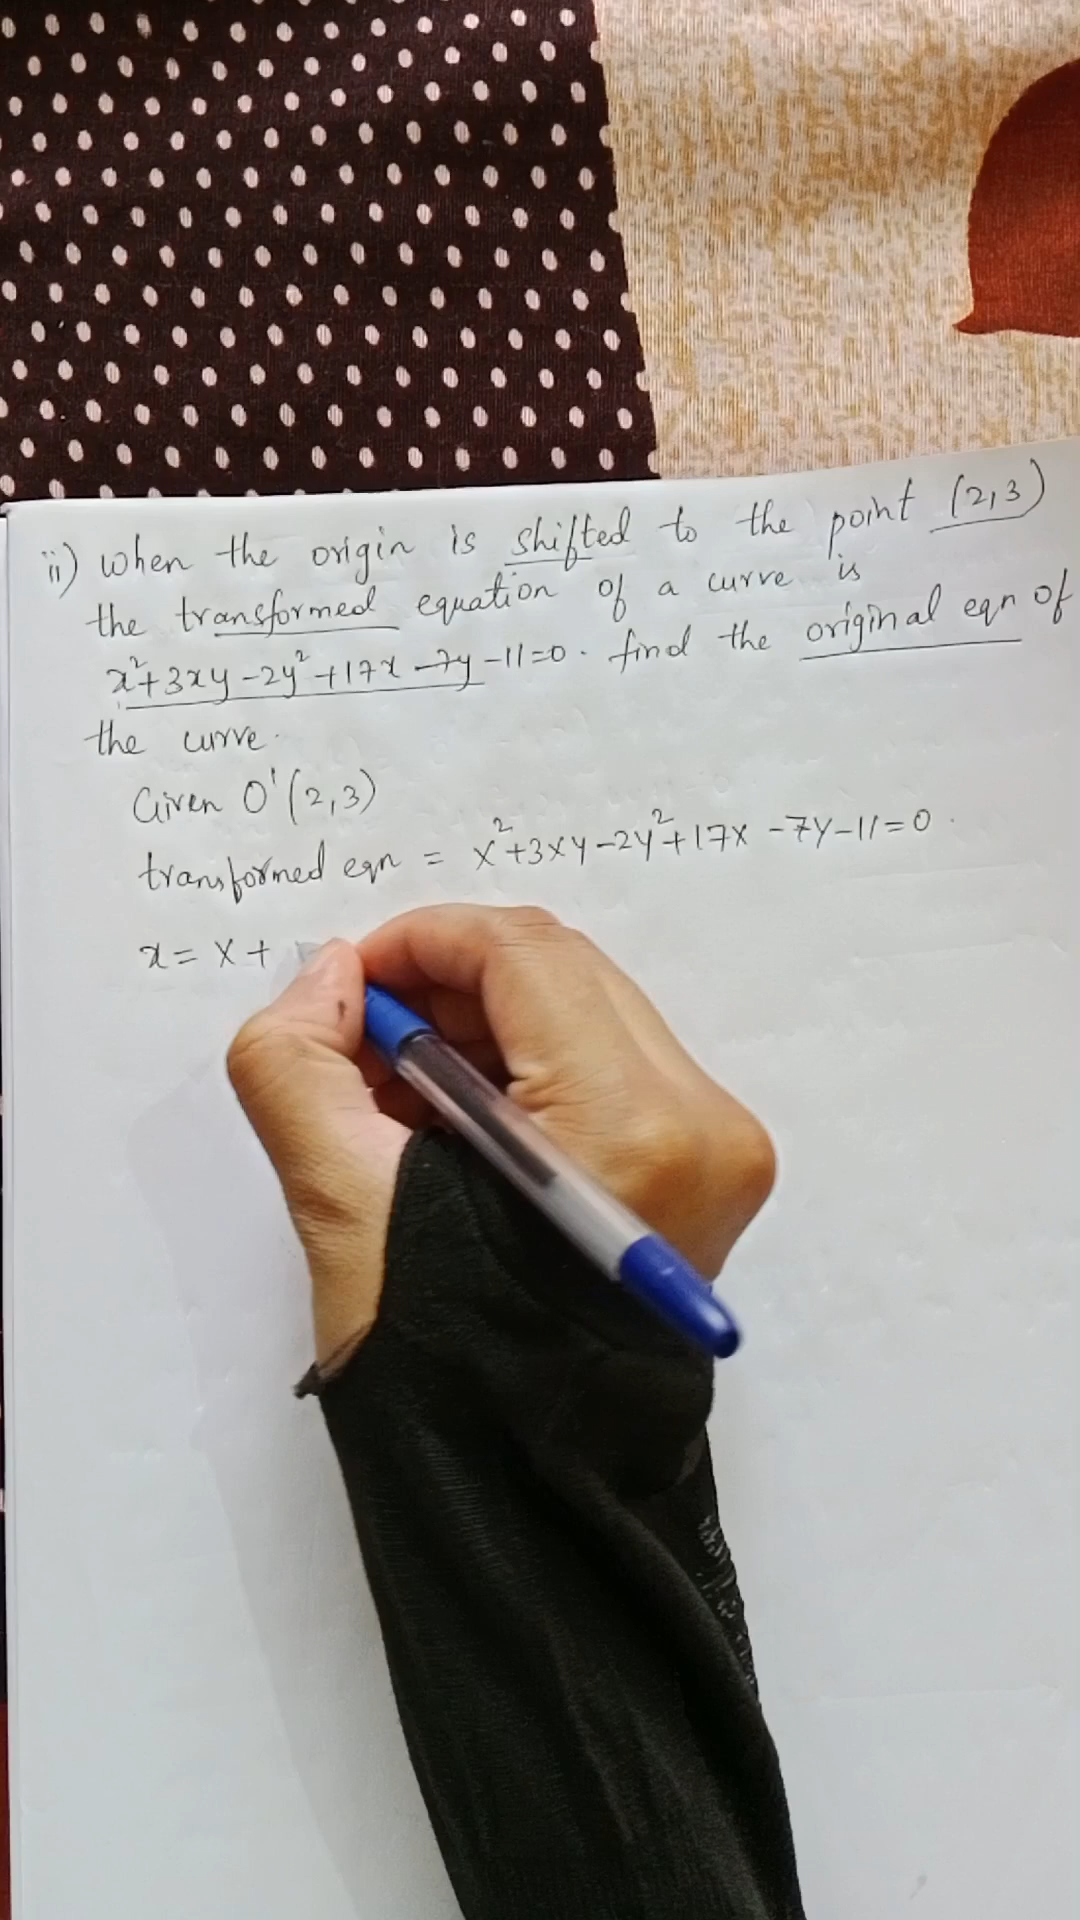 ii) when the origin is shifted to the point (2,3)
the transformed equation of a curve is
x²+3xy-2y²+17x-7y-11=0. find the original eqn of
the curve.
Given O'(2,3)
transformed eqn = X²+3XY-2Y²+17X-7Y-11=0.
x= X+